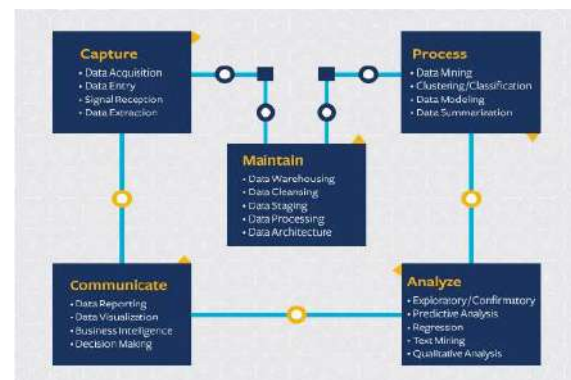 Capture
• Data Acquisition
• Data Entry
• Signal Reception
• Data Extraction
Maintain
• Data Warehousing
• Data Cleansing
• Data Staging
• Data Processing
• Data Architecture
Process
• Data Mining
• Clustering/Classification
• Data Modeling
• Data Summarization
Communicate
• Data Reporting
• Data Visualization
• Business Intelligence
• Decision Making
Analyze
• Exploratory/Confirmatory
• Predictive Analysis
• Regression
• Text Mining
• Qualitative Analysis